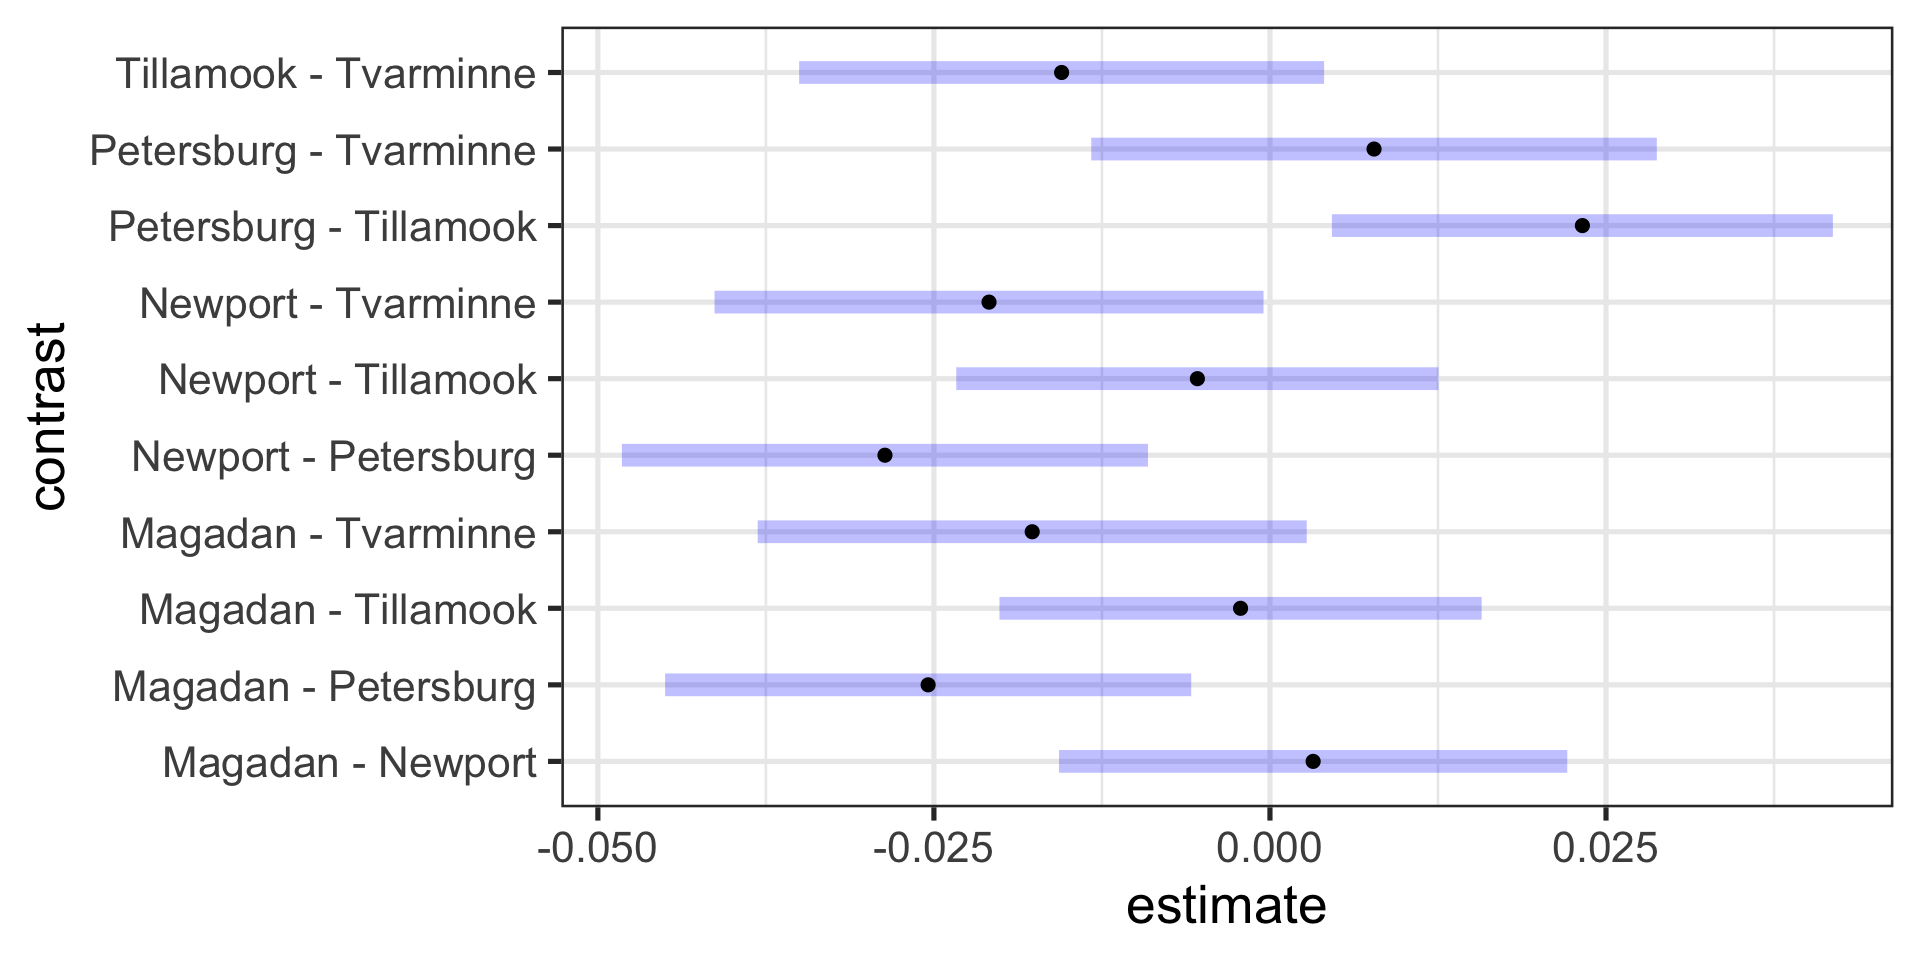 Tillamook - Tvarminne
Petersburg - Tvarminne
Petersburg - Tillamook
Newport - Tvarminne
Newport - Tillamook
Newport - Petersburg
Magadan - Tvarminne
Magadan - Tillamook
Magadan - Petersburg
Magadan - Newport
contrast
-0.050 -0.025 0.000 0.025
estimate